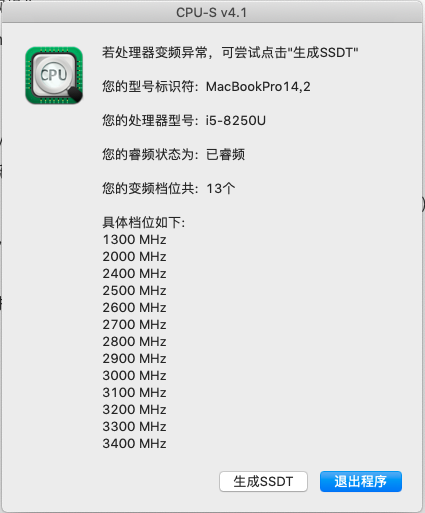 CPU-S v4.1
CPU
若处理器变频异常，可尝试点击"生成SSDT"
您的型号标识符: MacBookPro14,2
您的处理器型号: i5-8250U
您的睿频状态为: 已睿频
您的变频档位共: 13个
具体档位如下:
1300 MHz
2000 MHz
2400 MHz
2500 MHz
2600 MHz
2700 MHz
2800 MHz
2900 MHz
3000 MHz
3100 MHz
3200 MHz
3300 MHz
3400 MHz
生成SSDT
退出程序